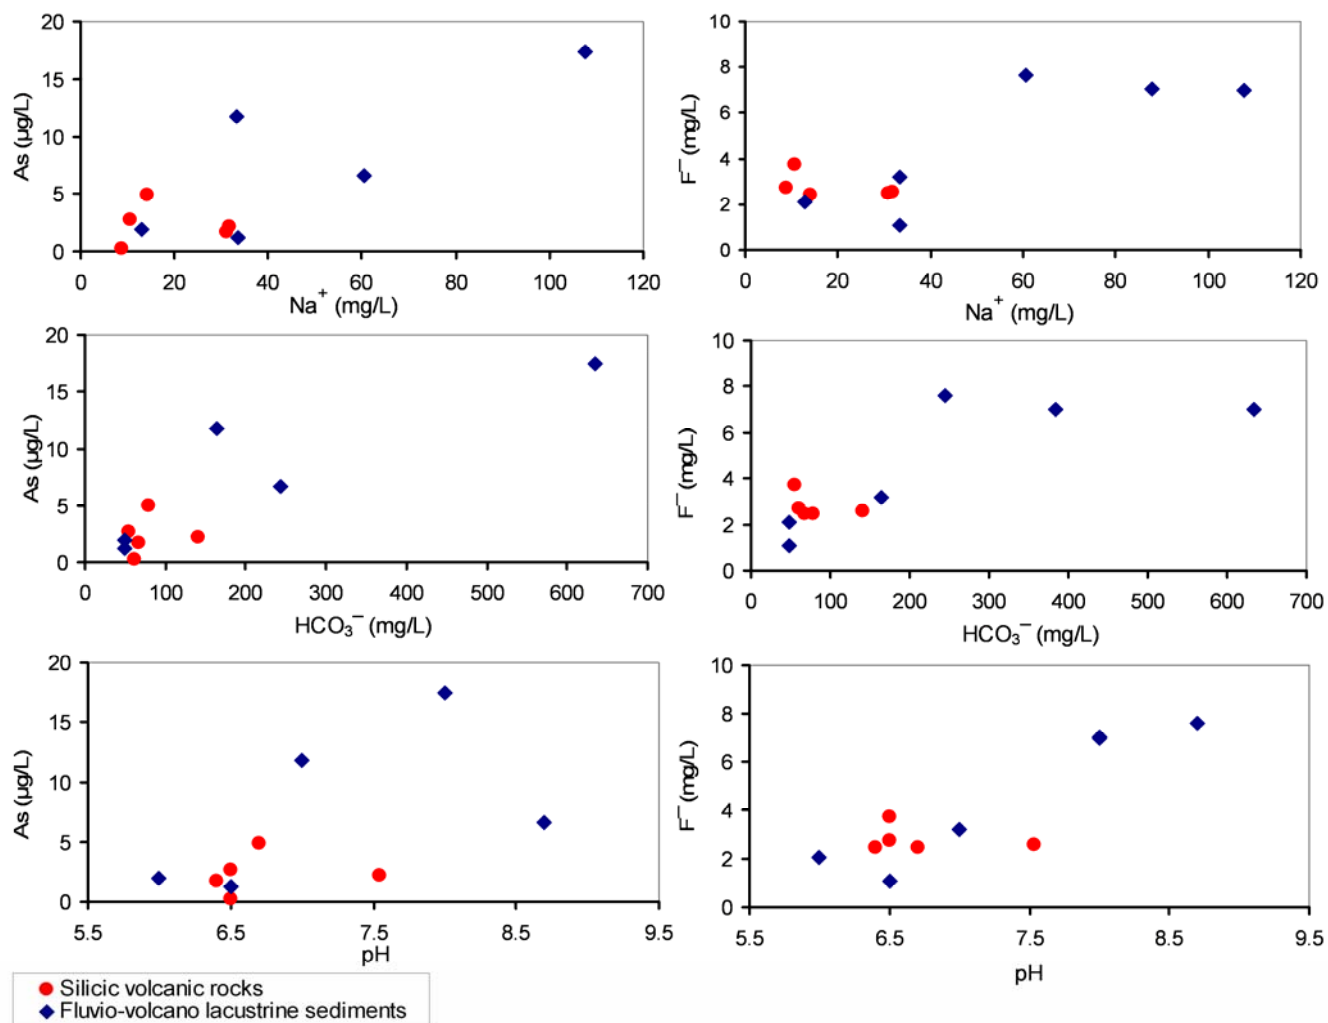 20
15
10
5
0
As (µg/L)
0 20 40 60 80 100 120
Na⁺ (mg/L)
10
8
6
4
2
0
F⁻ (mg/L)
0 20 40 60 80 100 120
Na⁺ (mg/L)
20
15
10
5
0
As (µg/L)
0 100 200 300 400 500 600 700
HCO₃⁻ (mg/L)
10
8
6
4
2
0
F⁻ (mg/L)
0 100 200 300 400 500 600 700
HCO₃⁻ (mg/L)
20
15
10
5
0
As (µg/L)
5.5 6.5 7.5 8.5 9.5
pH
10
8
6
4
2
0
F⁻ (mg/L)
5.5 6.5 7.5 8.5 9.5
pH
Silicic volcanic rocks
Fluvio-volcano lacustrine sediments